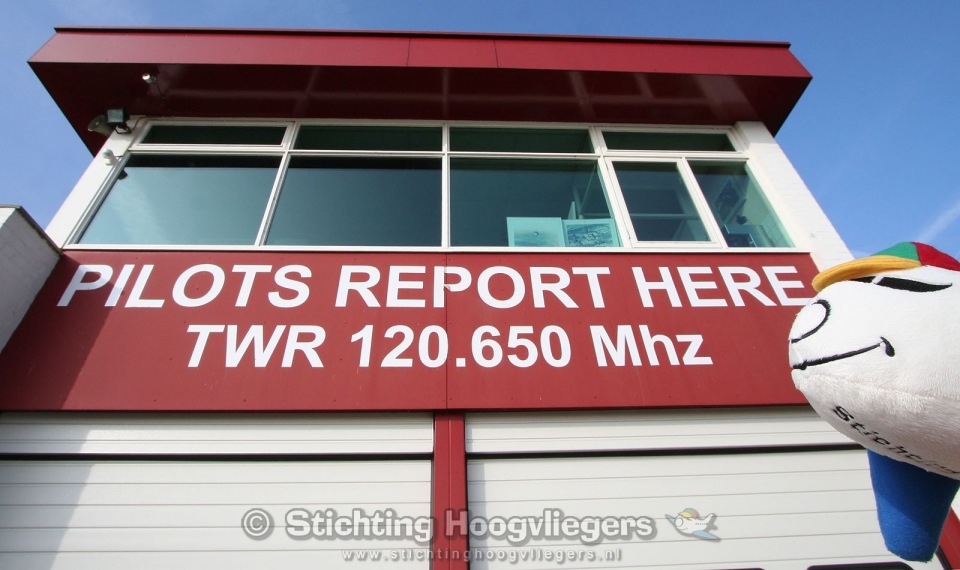 PILOTS REPORT HERE
TWR 120.650 Mhz
© Stichting Hoogvliegers
www.stichtinghoogvliegers.nl